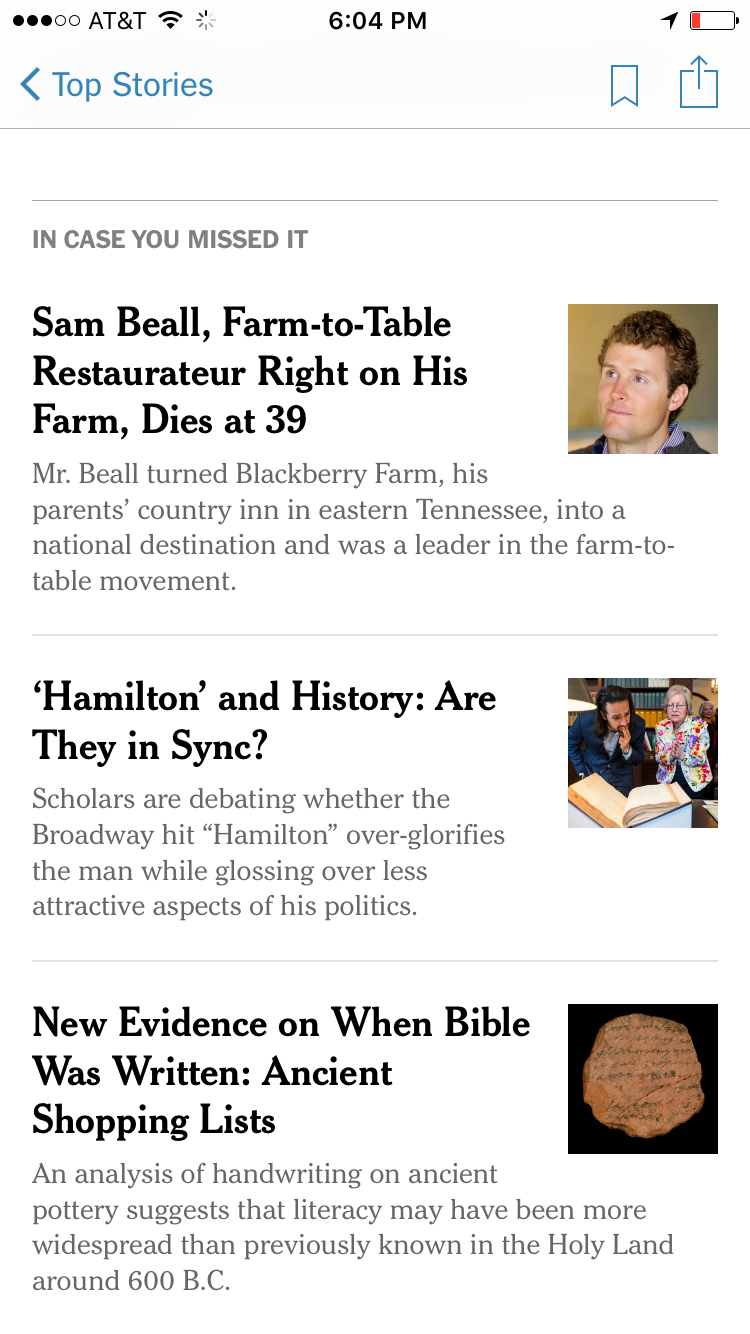 AT&T 6:04 PM
Top Stories
IN CASE YOU MISSED IT
Sam Beall, Farm-to-Table
Restaurateur Right on His
Farm, Dies at 39
Mr. Beall turned Blackberry Farm, his
parents’ country inn in eastern Tennessee, into a
national destination and was a leader in the farm-to-
table movement.
‘Hamilton’ and History: Are
They in Sync?
Scholars are debating whether the
Broadway hit “Hamilton” over-glorifies
the man while glossing over less
attractive aspects of his politics.
New Evidence on When Bible
Was Written: Ancient
Shopping Lists
An analysis of handwriting on ancient
pottery suggests that literacy may have been more
widespread than previously known in the Holy Land
around 600 B.C.